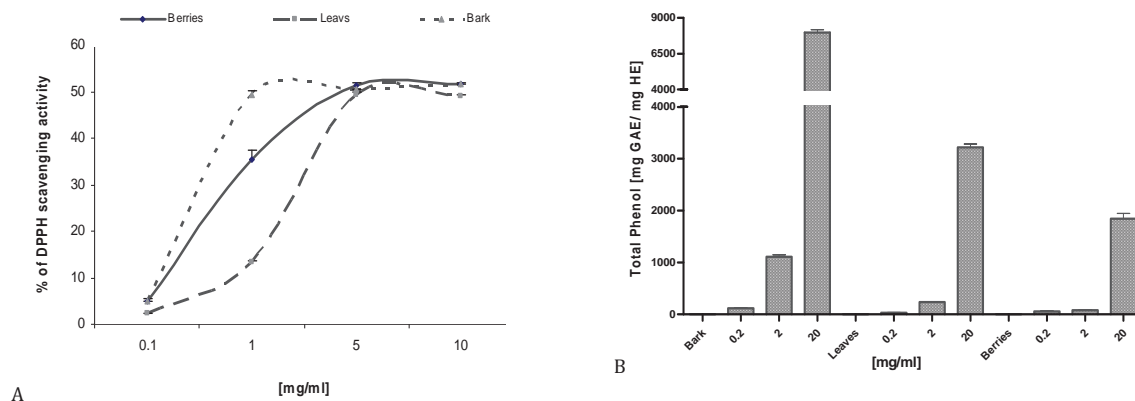 Berries Leavs Bark
% of DPPH scavenging activity
60
50
40
30
20
10
0
0.1 1 5 10
[mg/ml]
A
Total Phenol [mg GAE/ mg HE]
9000
6500
4000
4000
3000
2000
1000
0
Bark 0.2 2 20 Leaves 0.2 2 20 Berries 0.2 2 20
[mg/ml]
B